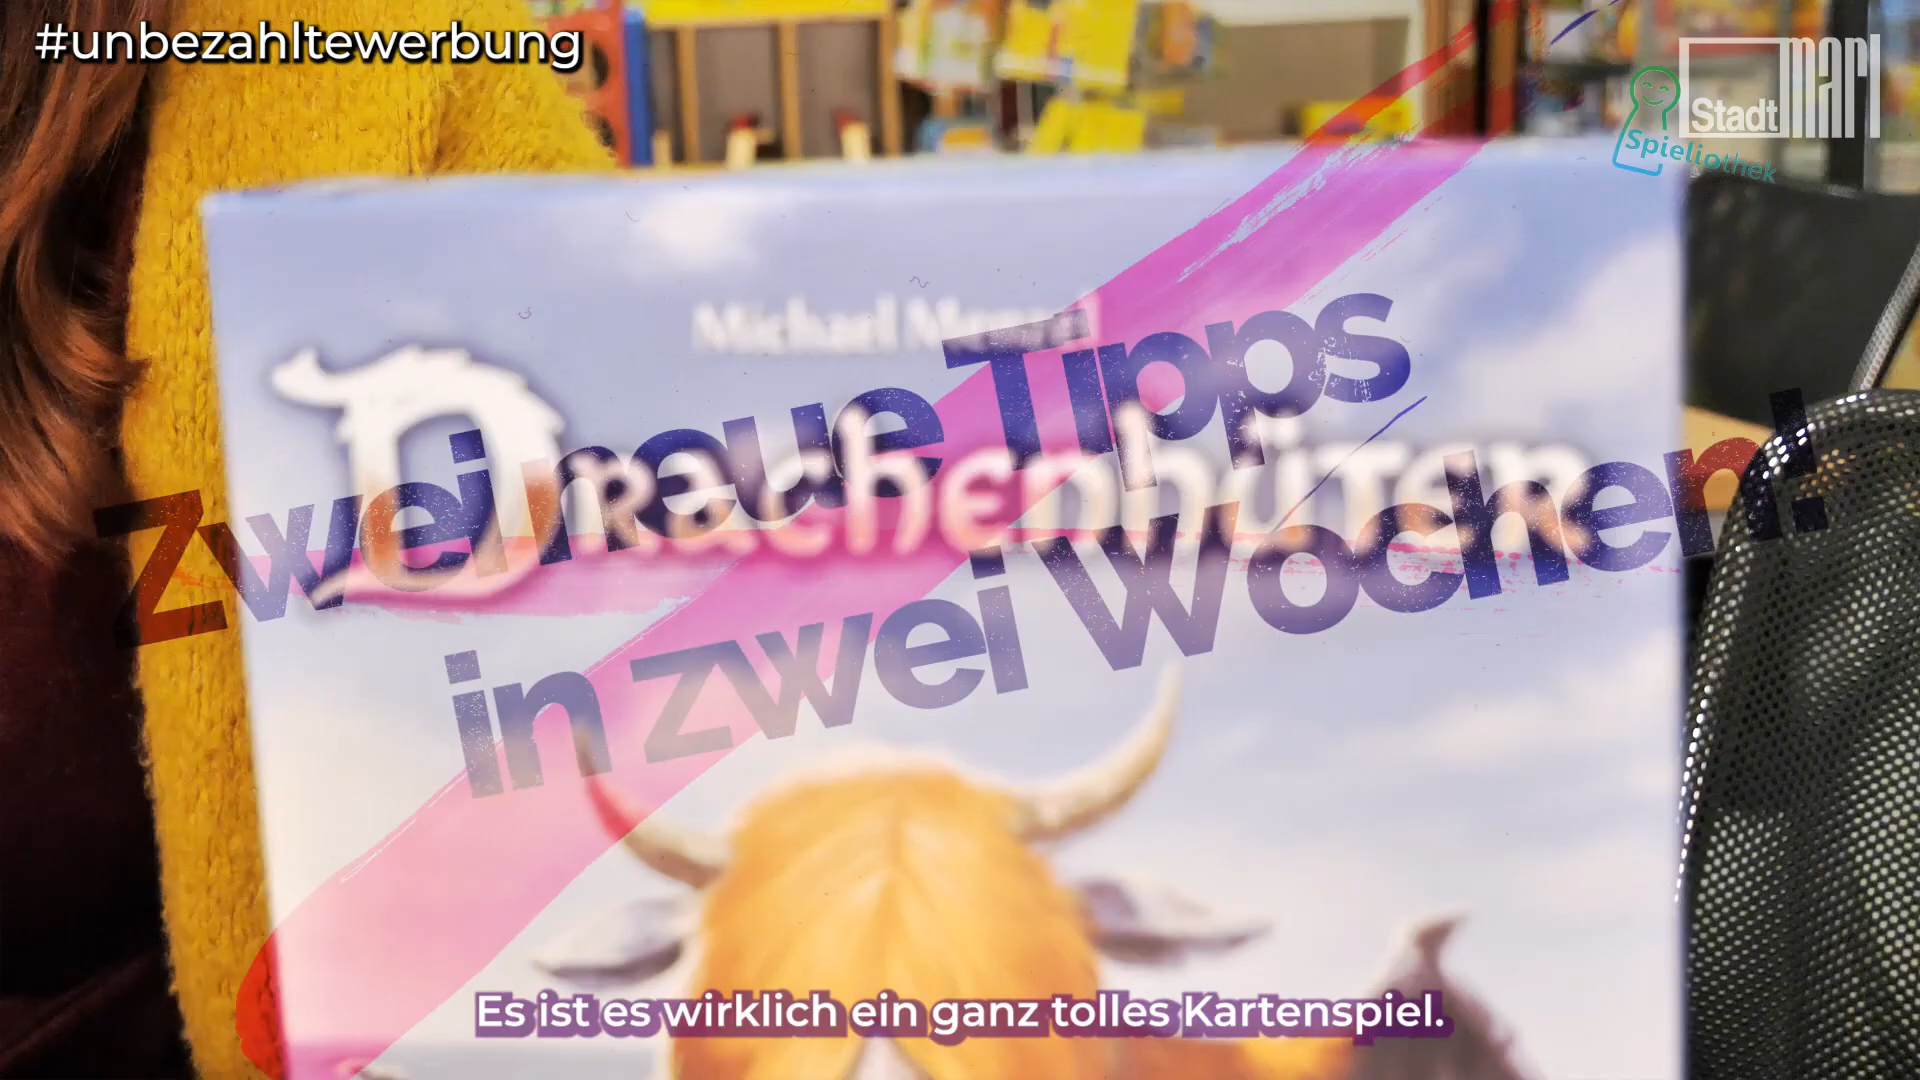 #unbezahltewerbung
Stadt marl
Spieliothek
Michael Menzel
Drachenhüter
Zwei neue Tipps
in zwei Wochen!
Es ist es wirklich ein ganz tolles Kartenspiel.